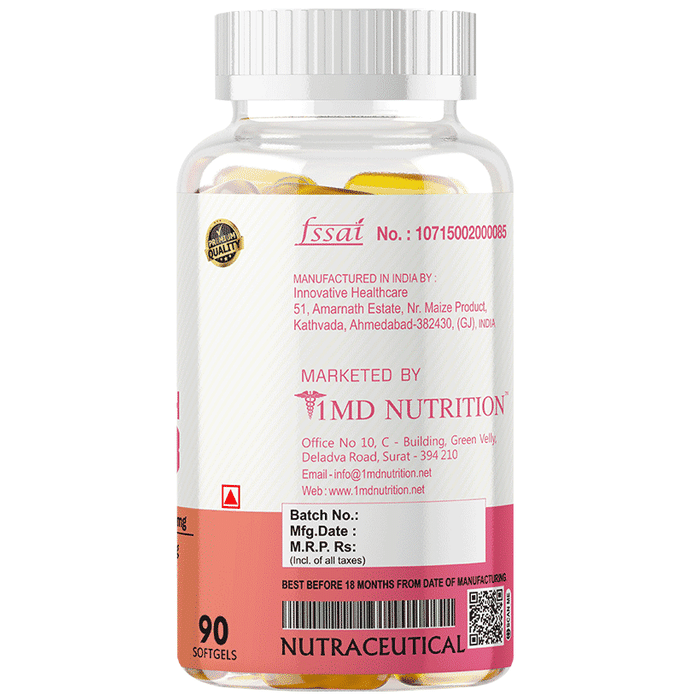 PREMIUM
QUALITY
fssai No. : 10715002000085
MANUFACTURED IN INDIA BY :
Innovative Healthcare
51, Amarnath Estate, Nr. Maize Product,
Kathvada, Ahmedabad-382430, (GJ), INDIA
MARKETED BY
1MD NUTRITION™
Office No 10, C - Building, Green Velly,
Deladva Road, Surat - 394 210
Email - info@1mdnutrition.net
Web : www.1mdnutrition.net
Batch No.:
Mfg.Date :
M.R.P. Rs:
(Incl. of all taxes)
mg
BEST BEFORE 18 MONTHS FROM DATE OF MANUFACTURING
SCAN ME
90
SOFTGELS
NUTRACEUTICAL